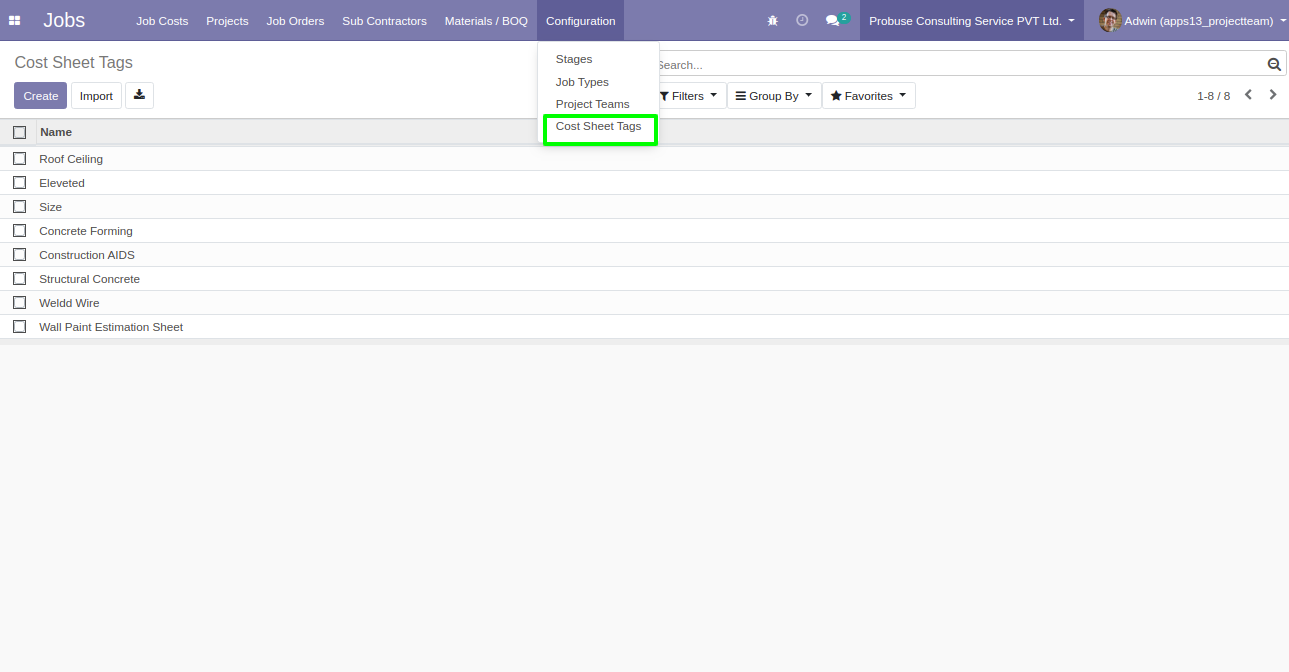 Jobs Job Costs Projects Job Orders Sub Contractors Materials / BOQ Configuration 2 Probuse Consulting Service PVT Ltd. Adwin (apps13_projectteam)
Cost Sheet Tags
Search...
Stages
Job Types
Project Teams
Cost Sheet Tags
Create Import Filters Group By Favorites 1-8 / 8
Name
Roof Ceiling
Eleveted
Size
Concrete Forming
Construction AIDS
Structural Concrete
Weldd Wire
Wall Paint Estimation Sheet